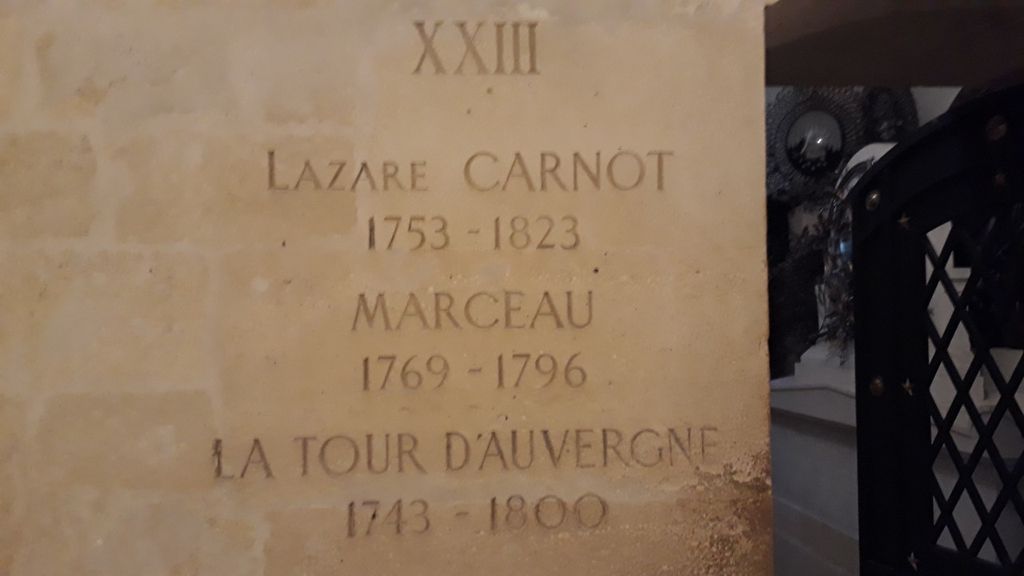 XXIII
LAZARE CARNOT
1753 - 1823
MARCEAU
1769 - 1796
LA TOUR D'AUVERGNE
1743 - 1800